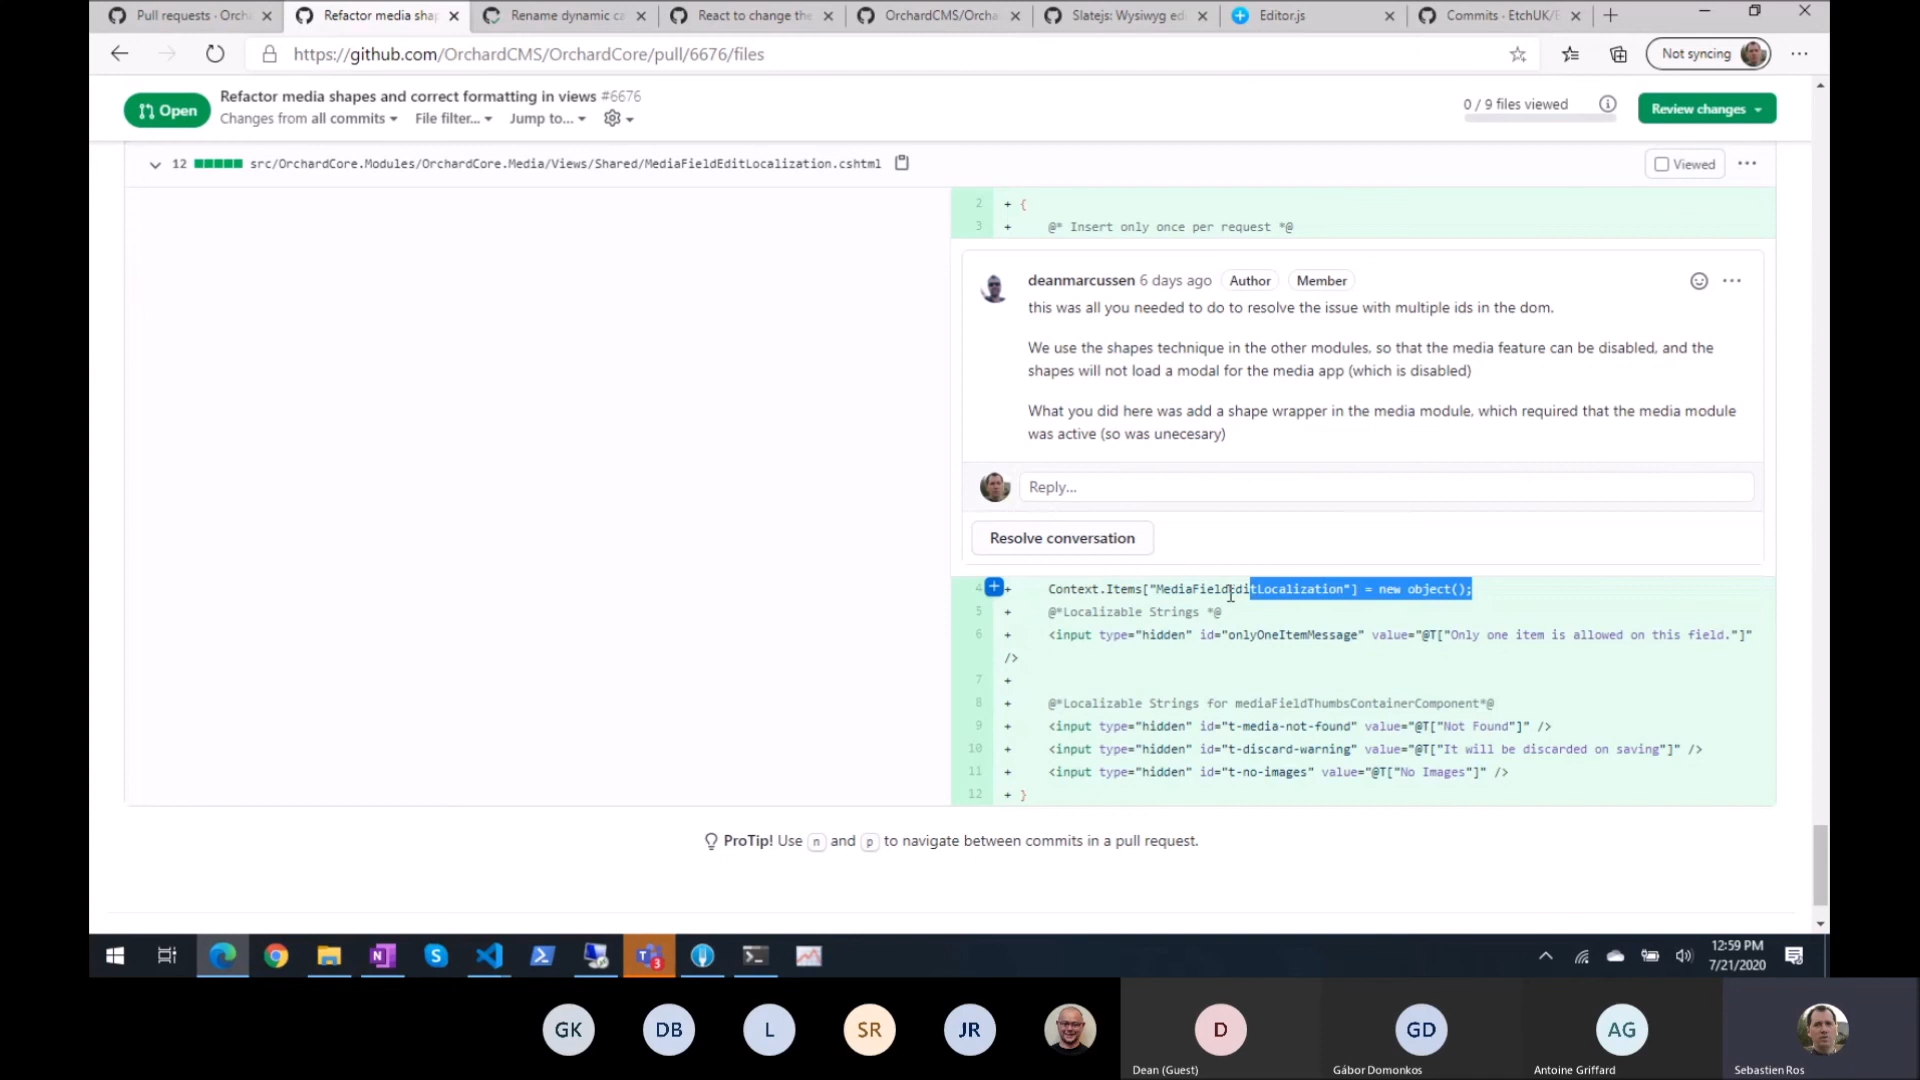 Pull requests · Orch
Refactor media shap
Rename dynamic ca
React to change the
OrchardCMS/Orcha
Slatejs: Wysiwyg ed
Editor.js
Commits · EtchUK/E
https://github.com/OrchardCMS/OrchardCore/pull/6676/files
Not syncing
Open
Refactor media shapes and correct formatting in views #6676
Changes from all commits
File filter...
Jump to...
0 / 9 files viewed
Review changes
12
src/OrchardCore.Modules/OrchardCore.Media/Views/Shared/MediaFieldEditLocalization.cshtml
Viewed
2 + {
3 + @* Insert only once per request *@
deanmarcussen 6 days ago Author Member
this was all you needed to do to resolve the issue with multiple ids in the dom.
We use the shapes technique in the other modules, so that the media feature can be disabled, and the
shapes will not load a modal for the media app (which is disabled)
What you did here was add a shape wrapper in the media module, which required that the media module
was active (so was unecesary)
Reply...
Resolve conversation
4 + Context.Items["MediaFieldEditLocalization"] = new object();
5 + @*Localizable Strings *@
6 + <input type="hidden" id="onlyOneItemMessage" value="@T["Only one item is allowed on this field."]"
/>
7 +
8 + @*Localizable Strings for mediaFieldThumbsContainerComponent*@
9 + <input type="hidden" id="t-media-not-found" value="@T["Not Found"]" />
10 + <input type="hidden" id="t-discard-warning" value="@T["It will be discarded on saving"]" />
11 + <input type="hidden" id="t-no-images" value="@T["No Images"]" />
12 + }
ProTip! Use n and p to navigate between commits in a pull request.
12:59 PM
7/21/2020
GK
DB
L
SR
JR
D
GD
AG
Dean (Guest)
Gábor Domonkos
Antoine Griffard
Sebastien Ros